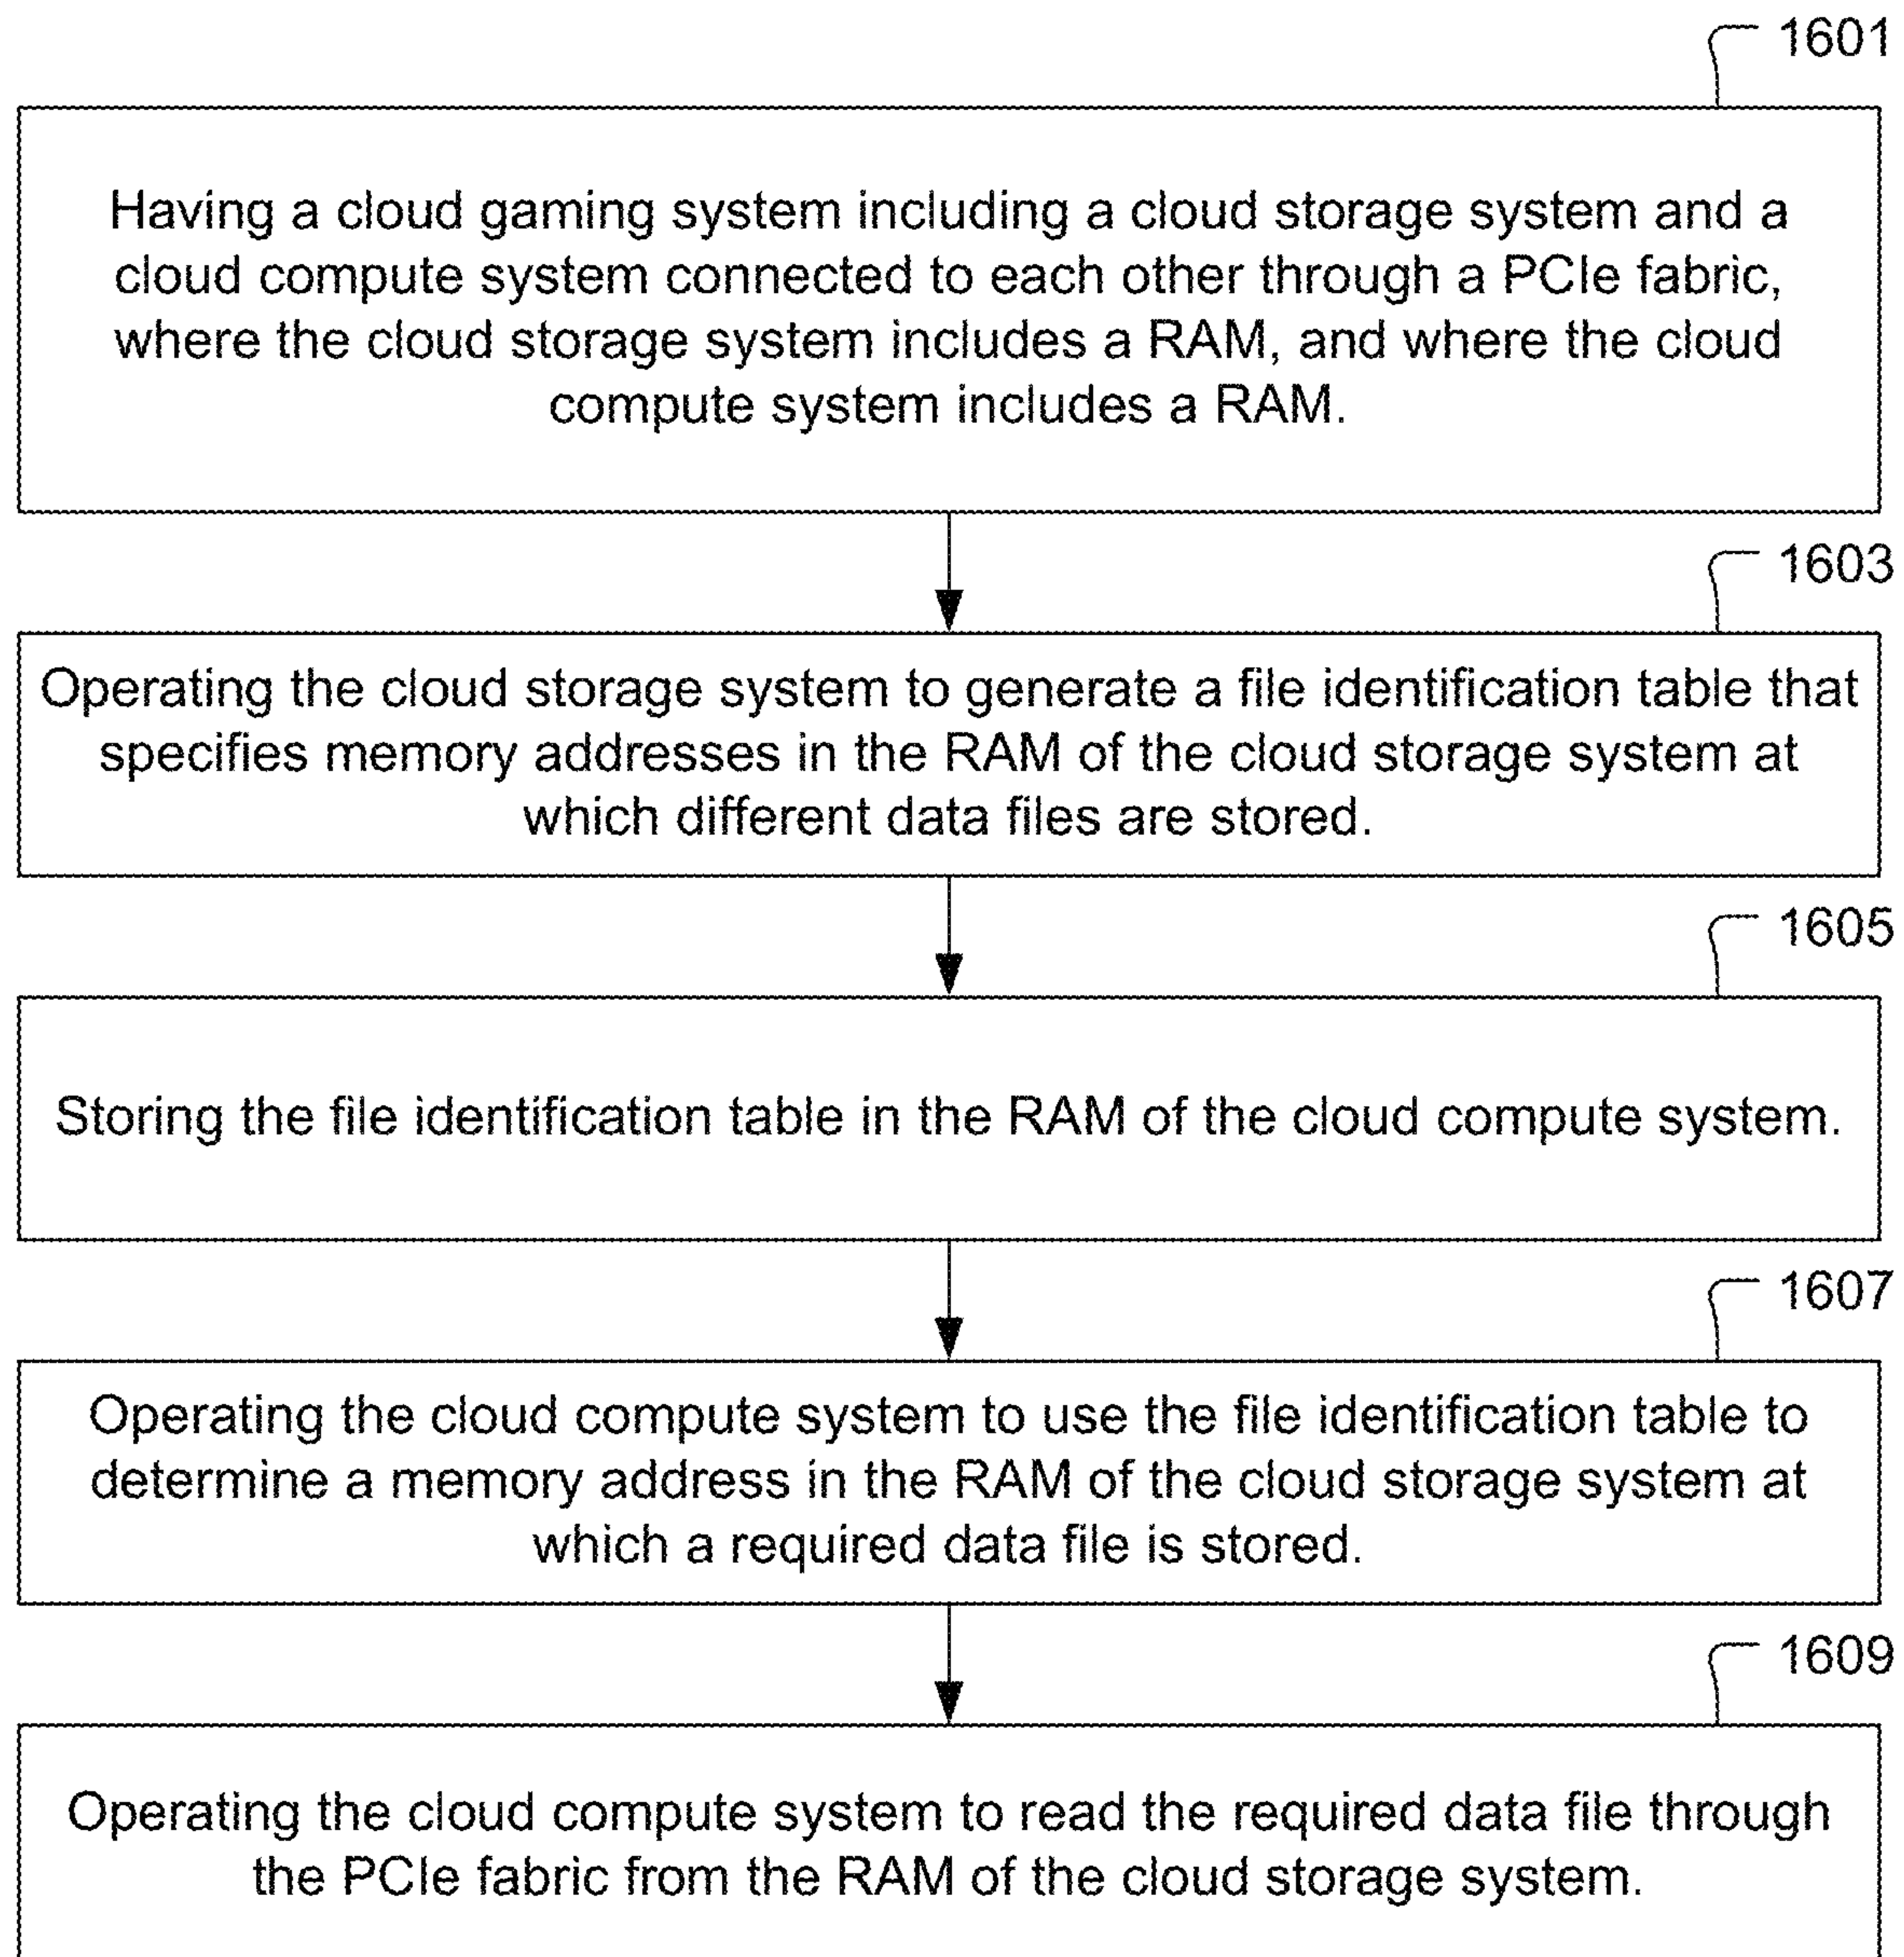 1601
Having a cloud gaming system including a cloud storage system and a
cloud compute system connected to each other through a PCIe fabric,
where the cloud storage system includes a RAM, and where the cloud
compute system includes a RAM.
1603
Operating the cloud storage system to generate a file identification table that
specifies memory addresses in the RAM of the cloud storage system at
which different data files are stored.
1605
Storing the file identification table in the RAM of the cloud compute system.
1607
Operating the cloud compute system to use the file identification table to
determine a memory address in the RAM of the cloud storage system at
which a required data file is stored.
1609
Operating the cloud compute system to read the required data file through
the PCIe fabric from the RAM of the cloud storage system.